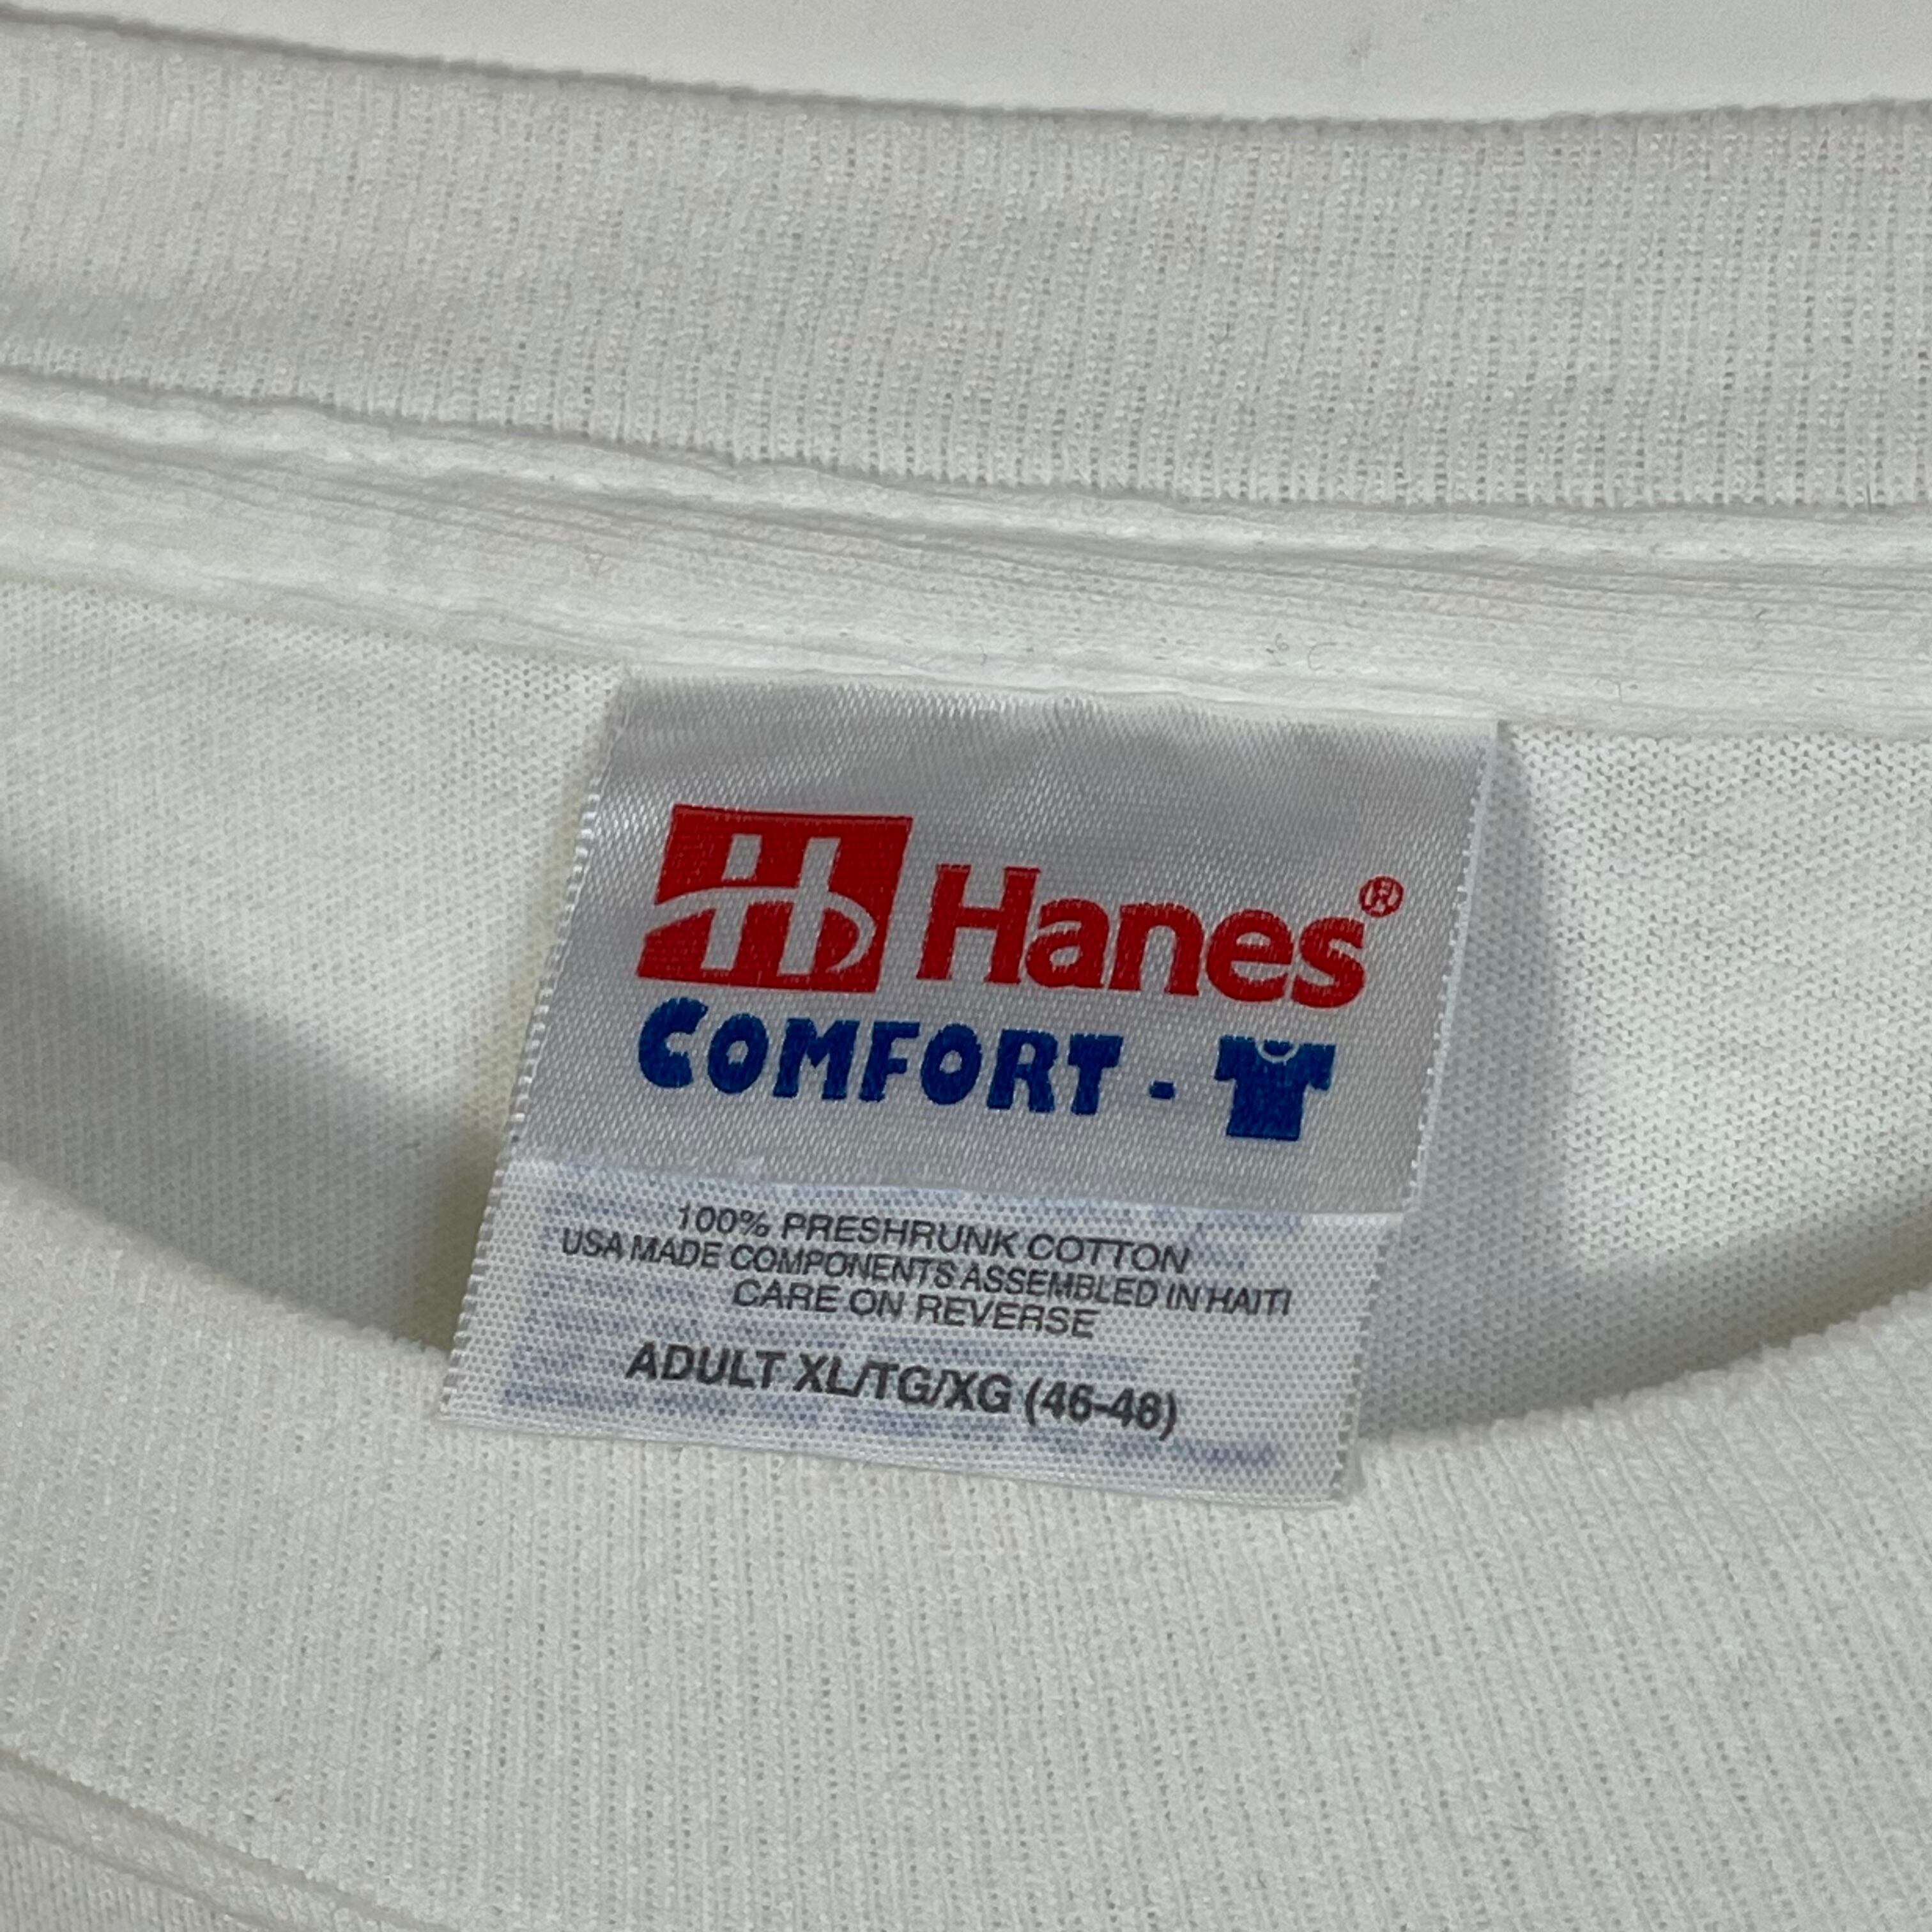 H Hanes®
COMFORT -
100% PRESHRUNK COTTON
USA MADE COMPONENTS ASSEMBLED IN HAITI
CARE ON REVERSE
ADULT XL/TG/XG (46-48)